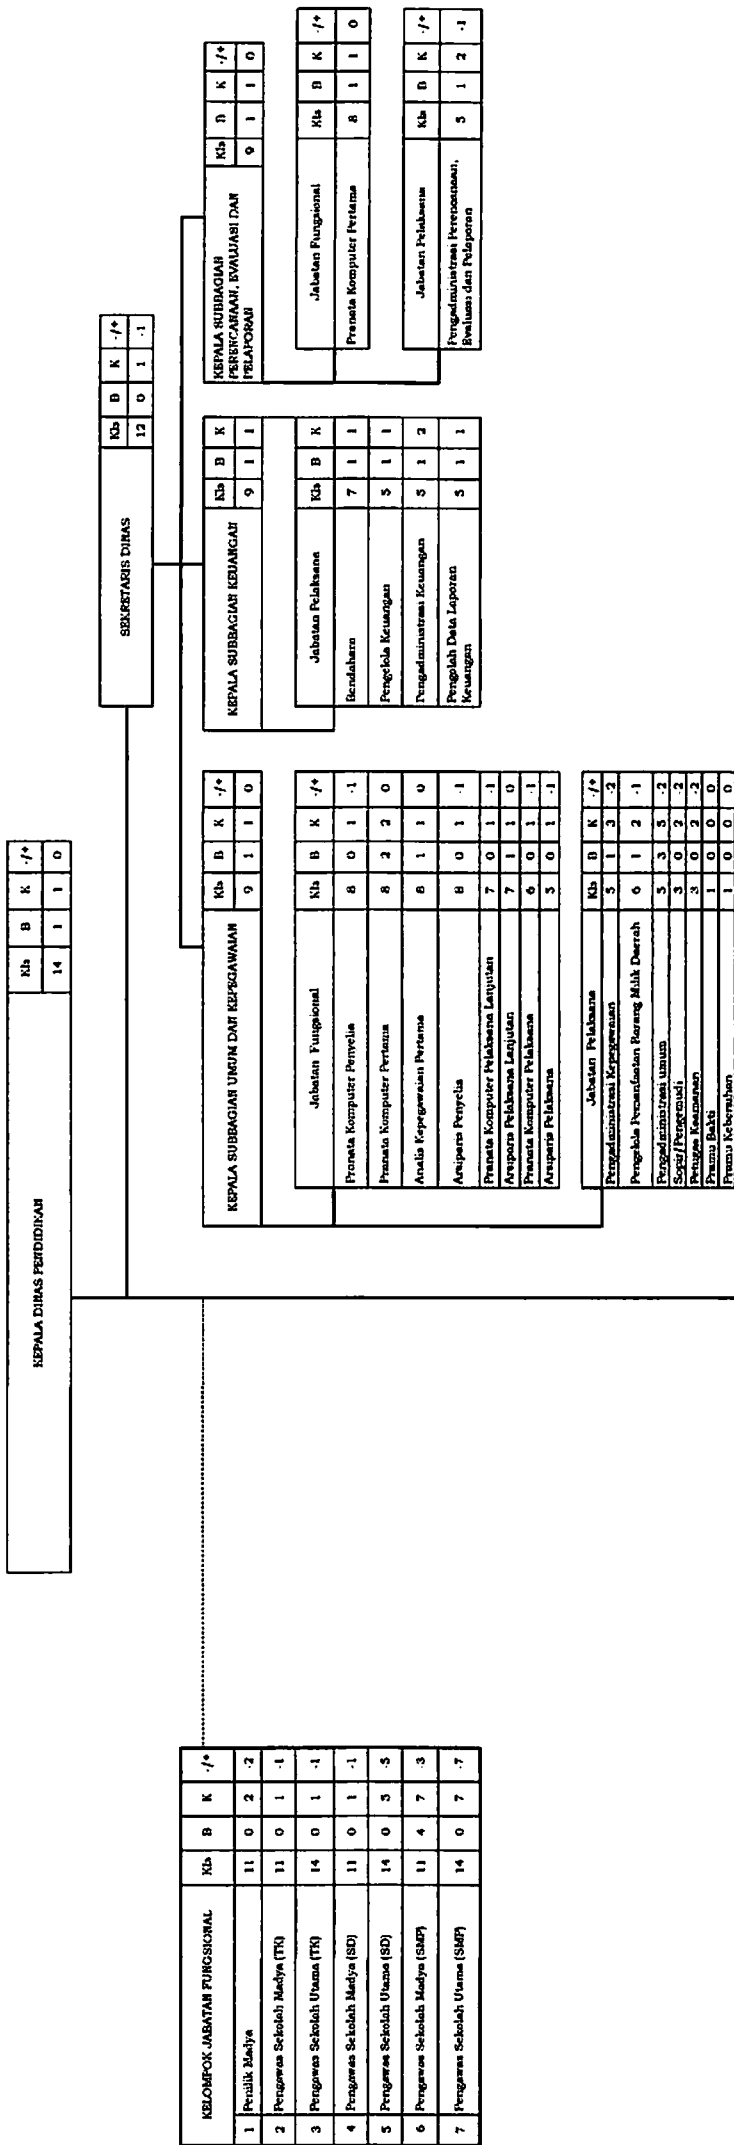 KEPALA DINAS PENDIDIKAN Kls B K -/+
14 1 1 0
SEKRETARIS DINAS Kls B K -/+
12 0 1 -1
KELOMPOK JABATAN FUNGSIONAL Kls B K -/+
1 Penilik Madya 11 0 2 -2
2 Pengawas Sekolah Madya (TK) 11 0 1 -1
3 Pengawas Sekolah Utama (TK) 14 0 1 -1
4 Pengawas Sekolah Madya (SD) 11 0 1 -1
5 Pengawas Sekolah Utama (SD) 14 0 5 -5
6 Pengawas Sekolah Madya (SMP) 11 4 7 -3
7 Pengawas Sekolah Utama (SMP) 14 0 7 -7
KEPALA SUBBAGIAN UMUM DAN KEPEGAWAIAN Kls B K -/+
9 1 1 0
Jabatan Fungsional Kls B K -/+
Pranata Komputer Penyelia 8 0 1 -1
Pranata Komputer Pertama 8 2 2 0
Analis Kepegawaian Pertama 8 1 1 0
Arsiparis Penyelia 8 0 1 -1
Pranata Komputer Pelaksana Lanjutan 7 0 1 -1
Arsiparis Pelaksana Lanjutan 7 1 1 0
Pranata Komputer Pelaksana 6 0 1 -1
Arsiparis Pelaksana 5 0 1 -1
Jabatan Pelaksana Kls B K -/+
Pengadministrasi Kepegawaian 5 1 3 -2
Pengelola Pemanfaatan Barang Milik Daerah 6 1 2 -1
Pengadministrasi umum 5 3 5 -2
Sopir/Pengemudi 3 0 2 -2
Petugas Keamanan 3 0 2 -2
Pramu Bakti 1 0 0 0
Pramu Kebersihan 1 0 0 0
KEPALA SUBBAGIAN KEUANGAN Kls B K
9 1 1
Jabatan Pelaksana Kls B K
Bendahara 7 1 1
Pengelola Keuangan 5 1 1
Pengadministrasi Keuangan 5 1 2
Pengolah Data Laporan
Keuangan 5 1 1
KEPALA SUBBAGIAN
PERENCANAAN, EVALUASI DAN
PELAPORAN Kls B K -/+
9 1 1 0
Jabatan Fungsional Kls B K -/+
Pranata Komputer Pertama 8 1 1 0
Jabatan Pelaksana Kls B K -/+
Pengadministrasi Perencanaan,
Evaluasi dan Pelaporan 5 1 2 -1